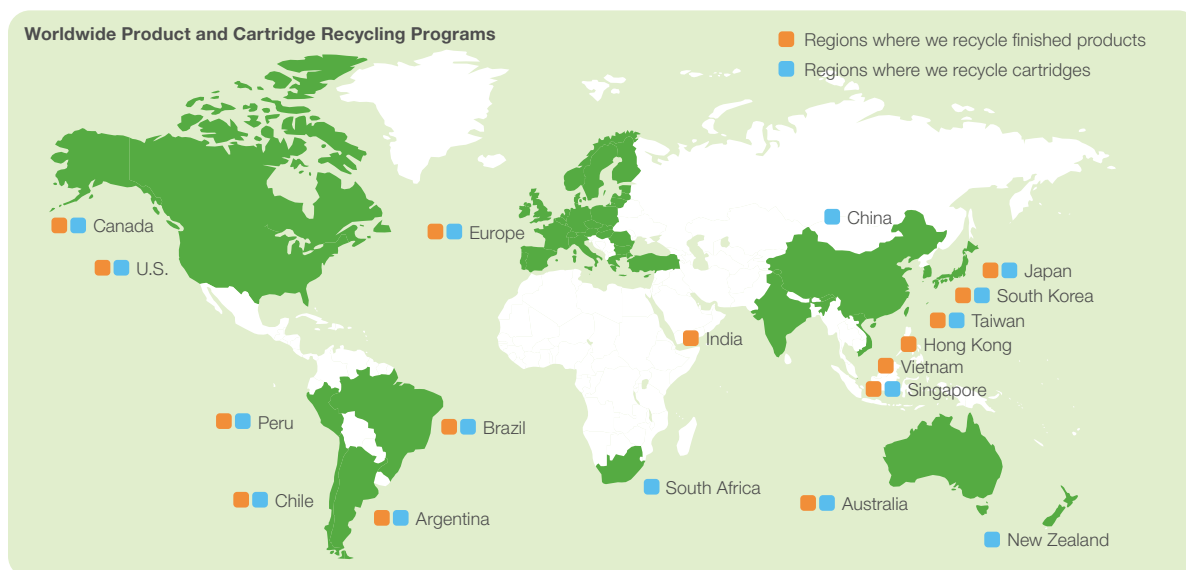 Worldwide Product and Cartridge Recycling Programs
Regions where we recycle finished products
Regions where we recycle cartridges
Canada
U.S.
Europe
China
Japan
South Korea
Taiwan
India
Hong Kong
Vietnam
Singapore
Peru
Brazil
South Africa
Chile
Argentina
Australia
New Zealand